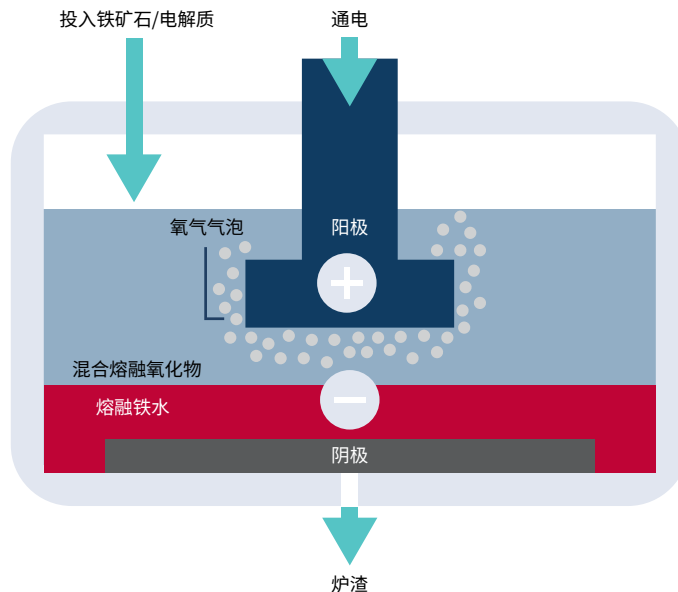 投入铁矿石/电解质
通电
氧气气泡
阳极
混合熔融氧化物
熔融铁水
阴极
炉渣